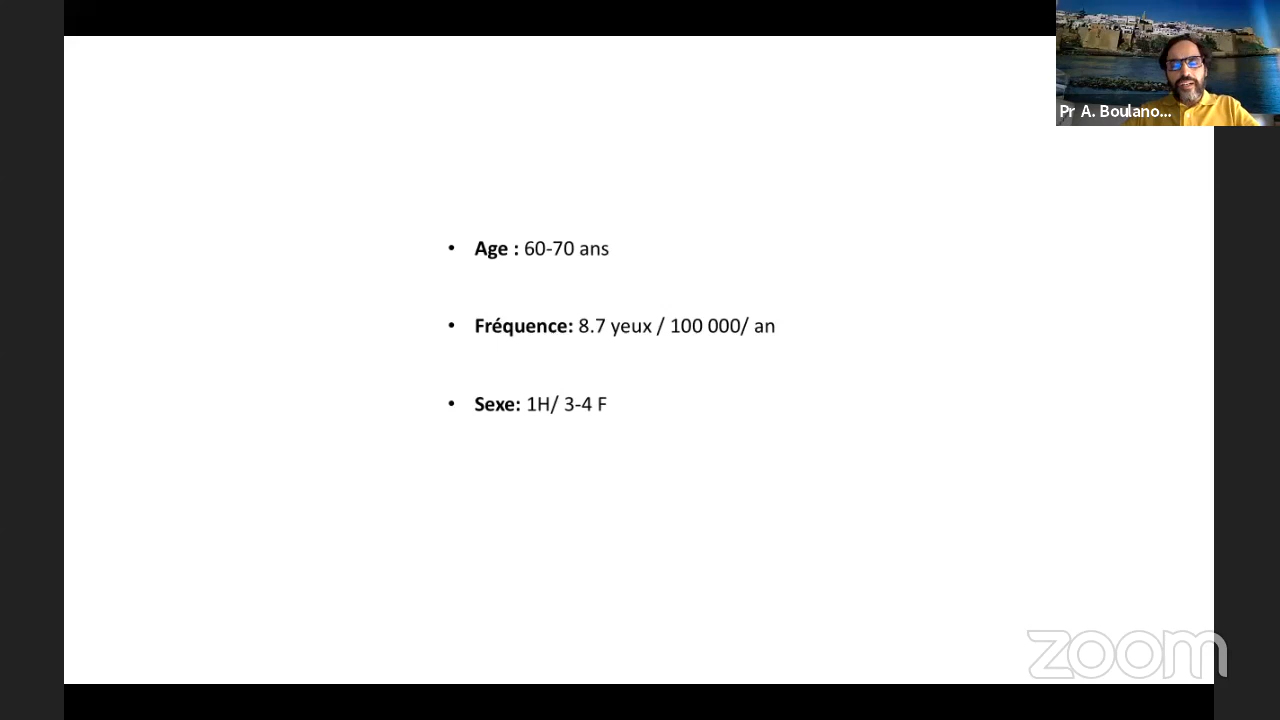 Pr A. Boulano...
• Age : 60-70 ans
• Fréquence: 8.7 yeux / 100 000/ an
• Sexe: 1H/ 3-4 F
zoom